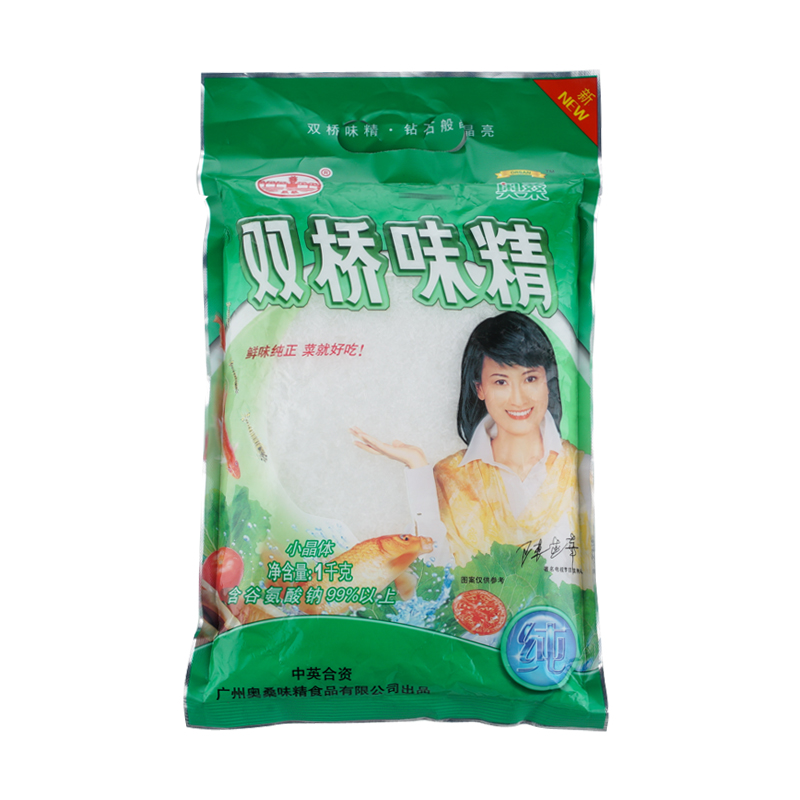 双桥味精·钻石般晶亮
新
NEW
®
奥桑
双桥味精
鲜味纯正 菜就好吃!
小晶体
净含量:1千克
含谷氨酸钠99%以上
图案仅供参考
纯
中英合资
广州奥桑味精食品有限公司出品